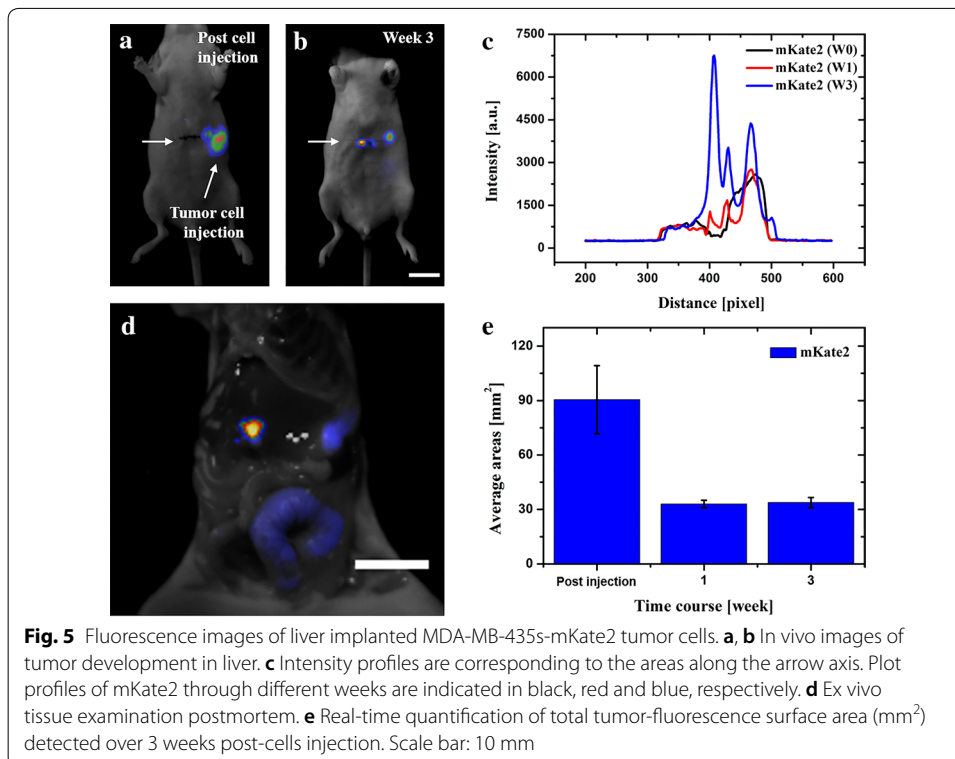 a
Post cell
injection
Tumor cell
injection
b
Week 3
c
7500
6000
4500
3000
1500
0
Intensity [a.u.]
mKate2 (W0)
mKate2 (W1)
mKate2 (W3)
200 300 400 500 600
Distance [pixel]
d
e
120
90
60
30
0
Average areas [mm²]
mKate2
Post injection 1 3
Time course [week]
Fig. 5 Fluorescence images of liver implanted MDA-MB-435s-mKate2 tumor cells. a, b In vivo images of
tumor development in liver. c Intensity profiles are corresponding to the areas along the arrow axis. Plot
profiles of mKate2 through different weeks are indicated in black, red and blue, respectively. d Ex vivo
tissue examination postmortem. e Real-time quantification of total tumor-fluorescence surface area (mm²)
detected over 3 weeks post-cells injection. Scale bar: 10 mm